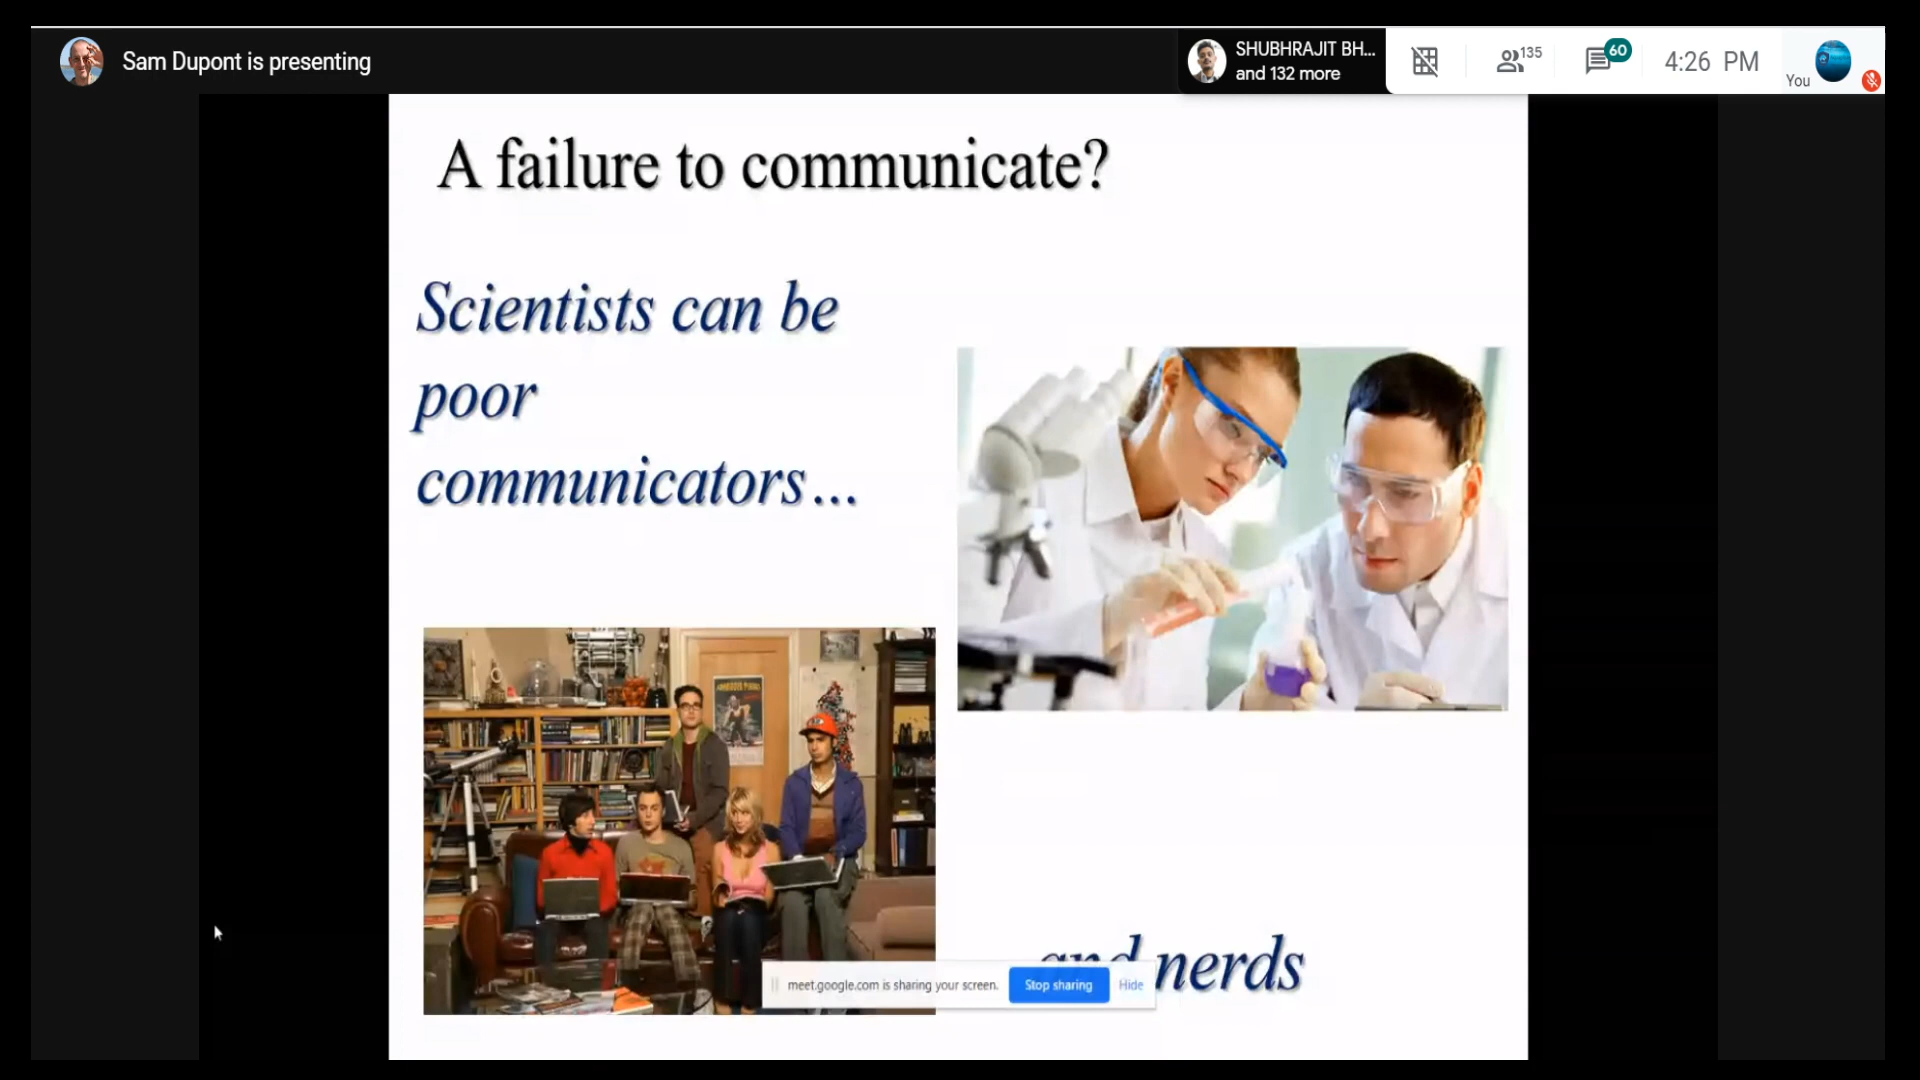 Sam Dupont is presenting
SHUBHRAJIT BH...
and 132 more
135
60
4:26 PM
You
A failure to communicate?
Scientists can be
poor
communicators...
and nerds
meet.google.com is sharing your screen.
Stop sharing
Hide